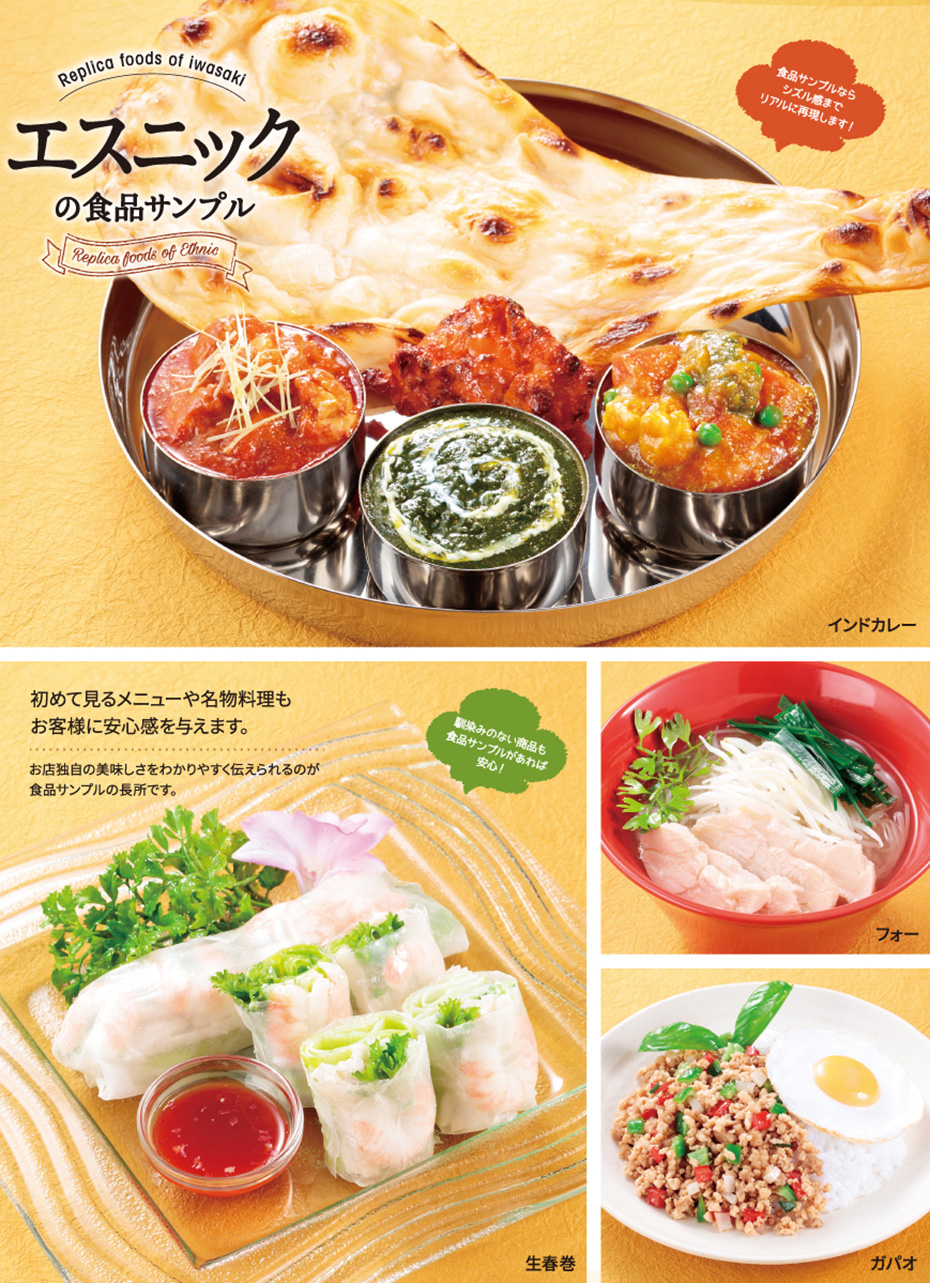 Replica foods of iwasaki
エスニック
の食品サンプル
Replica foods of Ethnic
食品サンプルなら
シズル感まで
リアルに再現します！
インドカレー
初めて見るメニューや名物料理も
お客様に安心感を与えます。
お店独自の美味しさをわかりやすく伝えられるのが
食品サンプルの長所です。
馴染みのない商品も
食品サンプルがあれば
安心！
生春巻
フォー
ガパオ